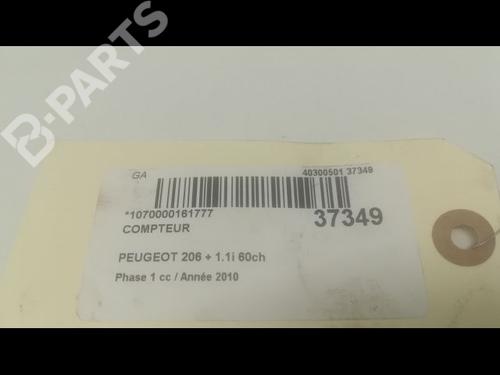 B-PARTS
GA
40300501 37349
*1070000161777
37349
COMPTEUR
PEUGEOT 206 + 1.1i 60ch
Phase 1 cc / Année 2010